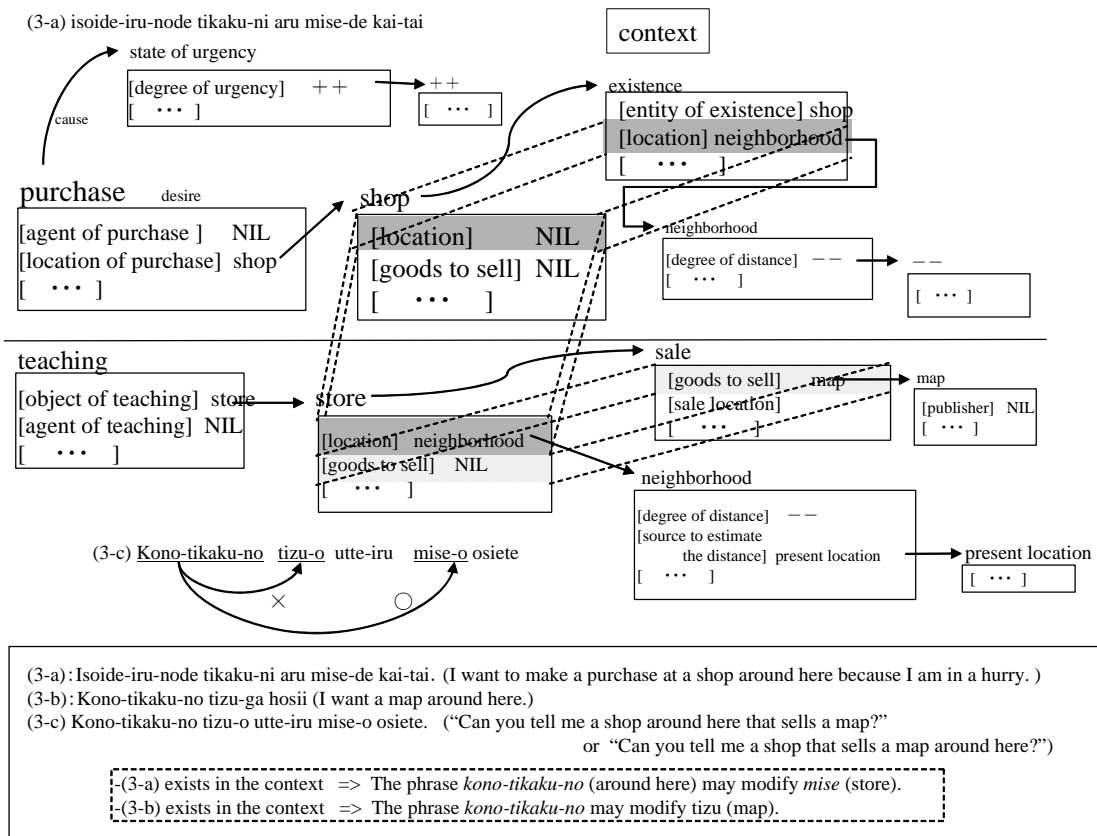 (3-a) isoide-iru-node tikaku-ni aru mise-de kai-tai
context
state of urgency
[degree of urgency] ++
[ ··· ]
++
[ ··· ]
cause
existence
[entity of existence] shop
[location] neighborhood
[ ··· ]
purchase desire
[agent of purchase ] NIL
[location of purchase] shop
[ ··· ]
shop
[location] NIL
[goods to sell] NIL
[ ··· ]
neighborhood
[degree of distance] −−
[ ··· ]
−−
[ ··· ]
teaching
[object of teaching] store
[agent of teaching] NIL
[ ··· ]
store
[location] neighborhood
[goods to sell] NIL
[ ··· ]
sale
[goods to sell] map
[sale location]
[ ··· ]
map
[publisher] NIL
[ ··· ]
neighborhood
[degree of distance] −−
[source to estimate
the distance] present location
[ ··· ]
present location
[ ··· ]
(3-c) Kono-tikaku-no tizu-o utte-iru mise-o osiete
× ○
(3-a):Isoide-iru-node tikaku-ni aru mise-de kai-tai. (I want to make a purchase at a shop around here because I am in a hurry. )
(3-b):Kono-tikaku-no tizu-ga hosii (I want a map around here.)
(3-c) Kono-tikaku-no tizu-o utte-iru mise-o osiete. (“Can you tell me a shop around here that sells a map?”
or “Can you tell me a shop that sells a map around here?”)
-(3-a) exists in the context => The phrase kono-tikaku-no (around here) may modify mise (store).
-(3-b) exists in the context => The phrase kono-tikaku-no may modify tizu (map).